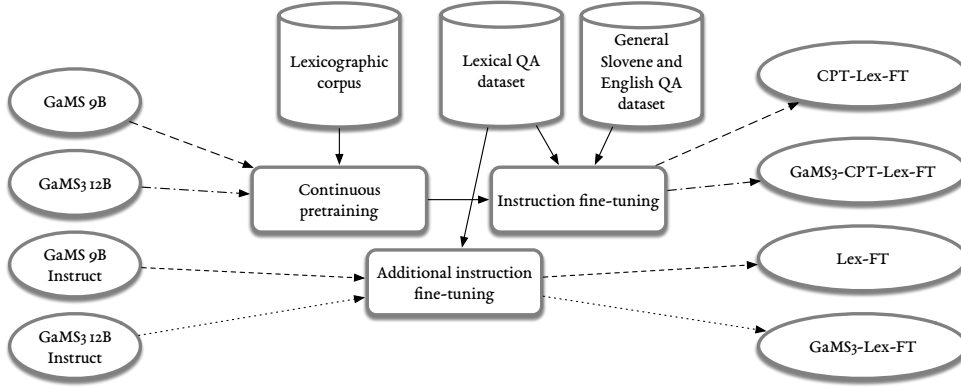 Lexicographic
corpus
Lexical QA
dataset
General
Slovene and
English QA
dataset
GaMS 9B
GaMS3 12B
GaMS 9B
Instruct
GaMS3 12B
Instruct
Continuous
pretraining
Instruction fine-tuning
Additional instruction
fine-tuning
CPT-Lex-FT
GaMS3-CPT-Lex-FT
Lex-FT
GaMS3-Lex-FT